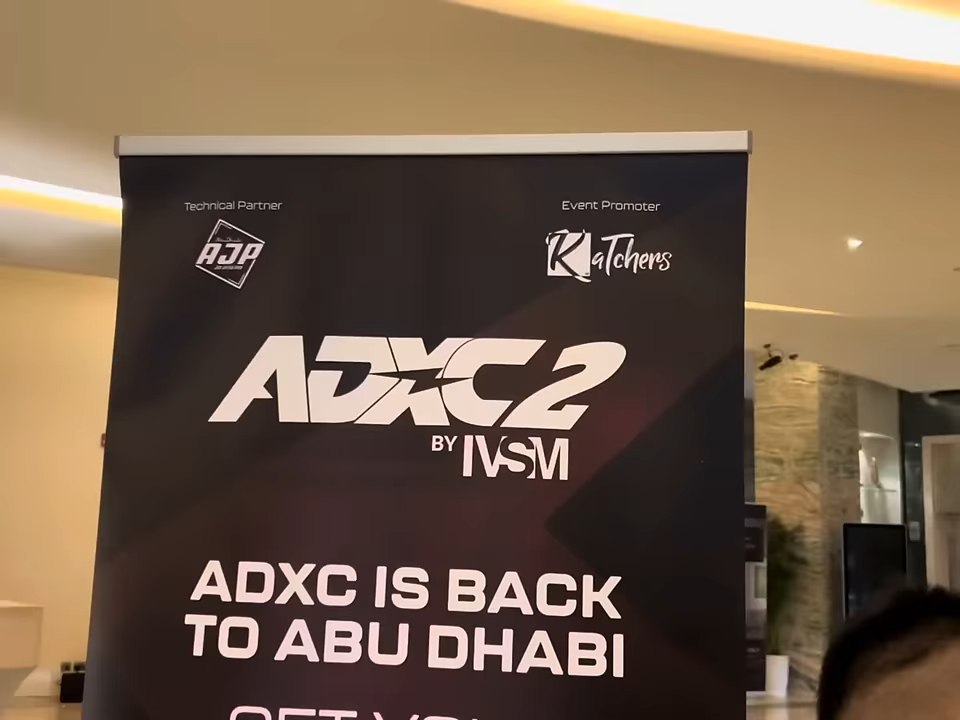 Technical Partner
Event Promoter
AJP
KaTchers
ADXC 2
BY IVSM
ADXC IS BACK
TO ABU DHABI